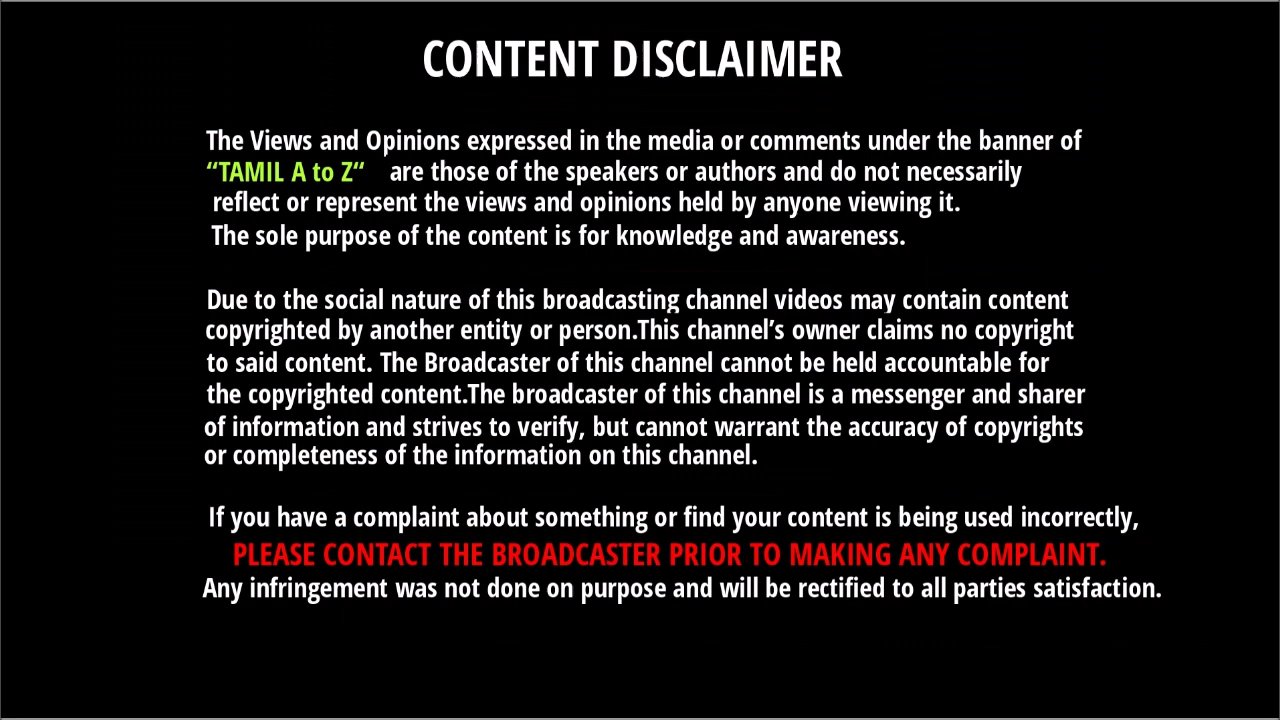 CONTENT DISCLAIMER
The Views and Opinions expressed in the media or comments under the banner of
“TAMIL A to Z“ are those of the speakers or authors and do not necessarily
reflect or represent the views and opinions held by anyone viewing it.
The sole purpose of the content is for knowledge and awareness.
Due to the social nature of this broadcasting channel videos may contain content
copyrighted by another entity or person.This channel’s owner claims no copyright
to said content. The Broadcaster of this channel cannot be held accountable for
the copyrighted content.The broadcaster of this channel is a messenger and sharer
of information and strives to verify, but cannot warrant the accuracy of copyrights
or completeness of the information on this channel.
If you have a complaint about something or find your content is being used incorrectly,
PLEASE CONTACT THE BROADCASTER PRIOR TO MAKING ANY COMPLAINT.
Any infringement was not done on purpose and will be rectified to all parties satisfaction.